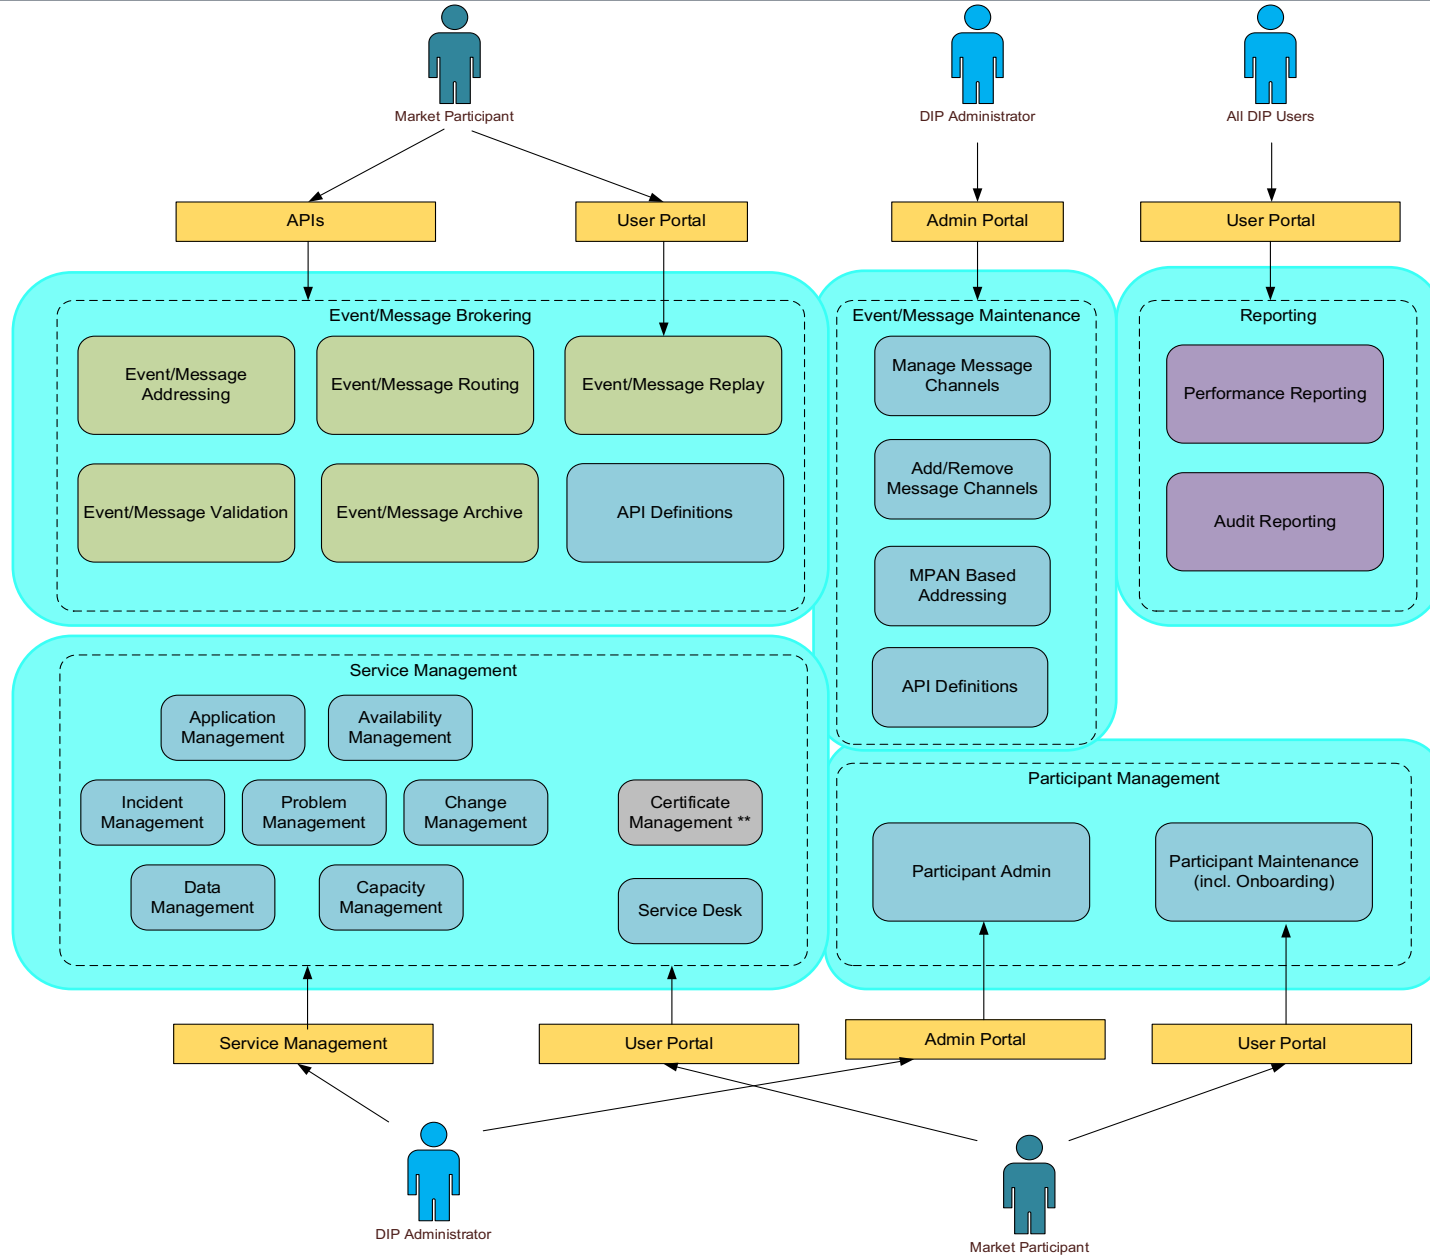 Market Participant
DIP Administrator
All DIP Users
APIs
User Portal
Admin Portal
User Portal
Event/Message Brokering
Event/Message
Addressing
Event/Message Routing
Event/Message Replay
Event/Message Validation
Event/Message Archive
API Definitions
Event/Message Maintenance
Manage Message
Channels
Add/Remove
Message Channels
MPAN Based
Addressing
API Definitions
Reporting
Performance Reporting
Audit Reporting
Service Management
Application
Management
Availability
Management
Incident
Management
Problem
Management
Change
Management
Certificate
Management **
Data
Management
Capacity
Management
Service Desk
Participant Management
Participant Admin
Participant Maintenance
(incl. Onboarding)
Service Management
User Portal
Admin Portal
User Portal
DIP Administrator
Market Participant